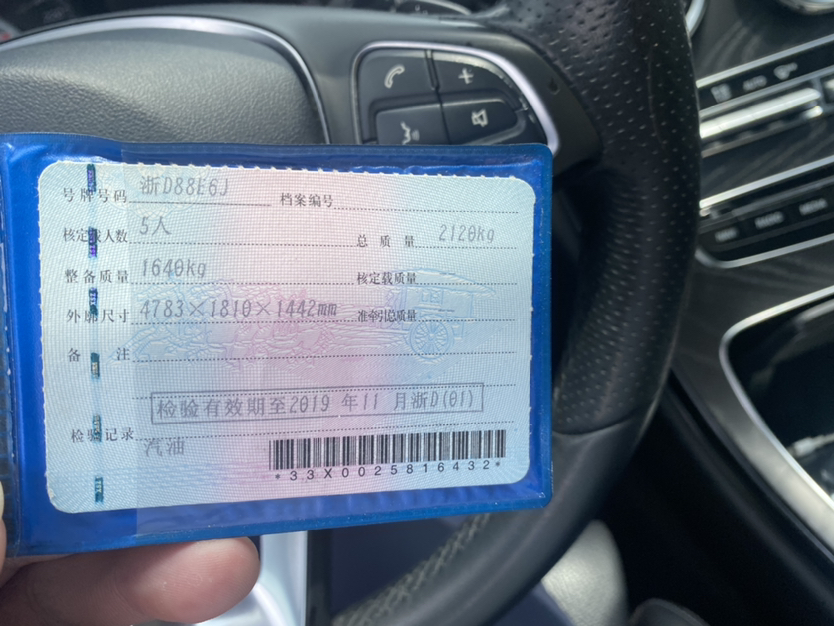 号牌号码 浙D88E6J 档案编号
核定载人数 5人 总质量 2120kg
整备质量 1640kg 核定载质量
外廓尺寸 4783×1810×1442mm 准牵引总质量
备注
检验有效期至2019 年11 月浙D(01)
检验记录
汽油
*33X0025816432*